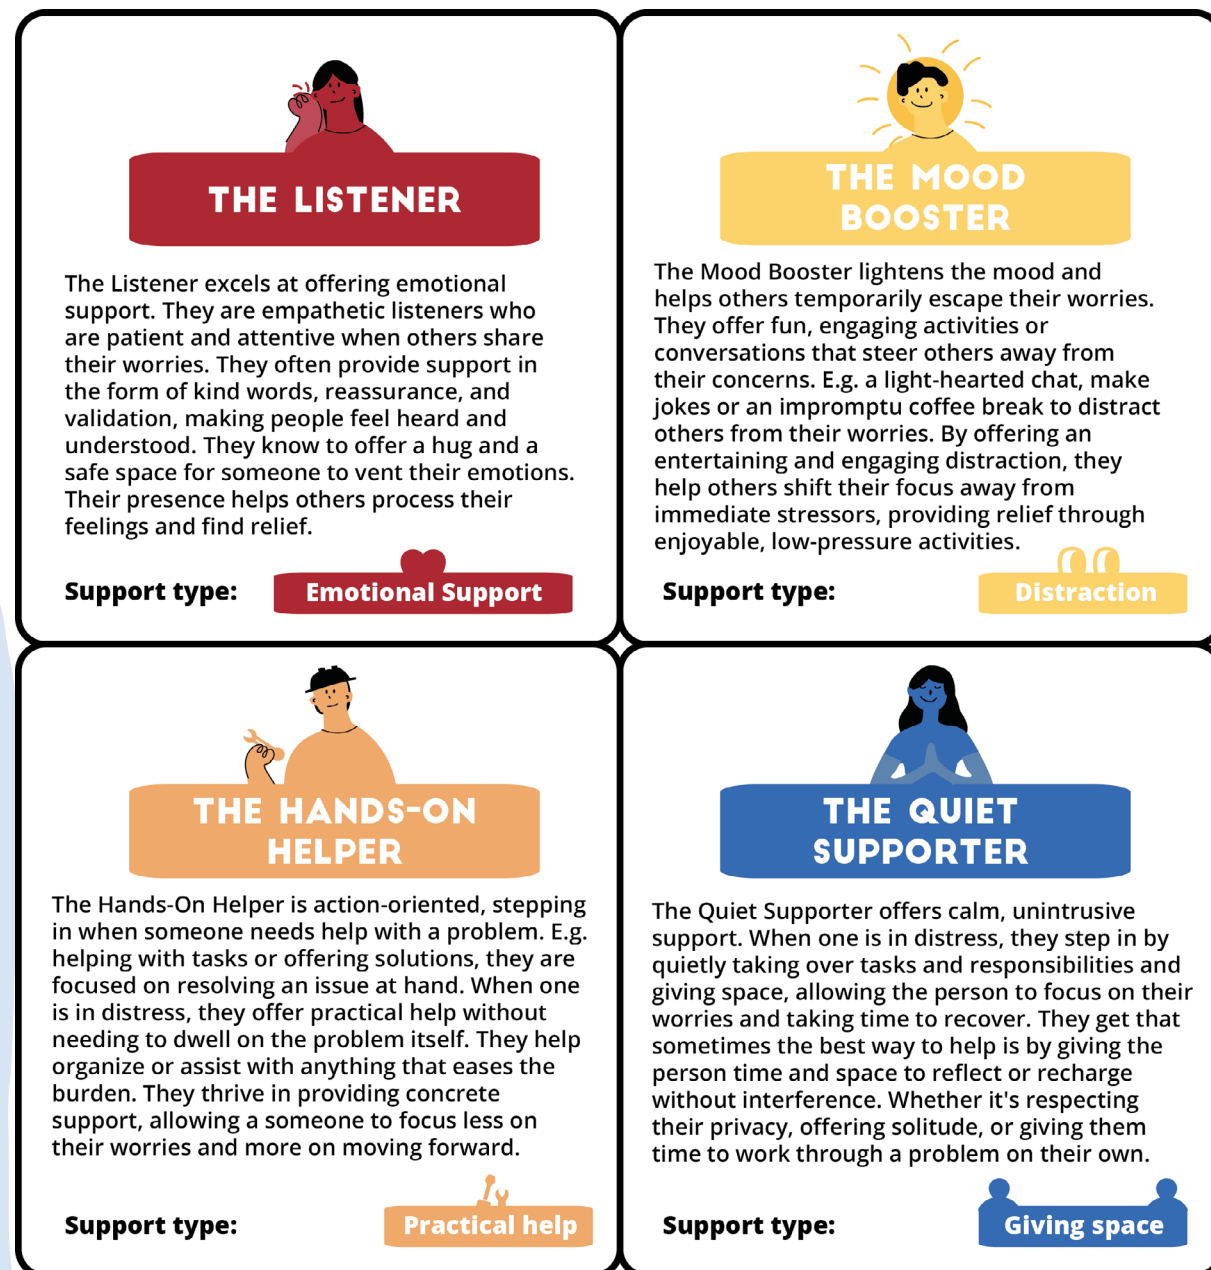 THE LISTENER
The Listener excels at offering emotional
support. They are empathetic listeners who
are patient and attentive when others share
their worries. They often provide support in
the form of kind words, reassurance, and
validation, making people feel heard and
understood. They know to offer a hug and a
safe space for someone to vent their emotions.
Their presence helps others process their
feelings and find relief.
Support type:
Emotional Support
THE MOOD
BOOSTER
The Mood Booster lightens the mood and
helps others temporarily escape their worries.
They offer fun, engaging activities or
conversations that steer others away from
their concerns. E.g. a light-hearted chat, make
jokes or an impromptu coffee break to distract
others from their worries. By offering an
entertaining and engaging distraction, they
help others shift their focus away from
immediate stressors, providing relief through
enjoyable, low-pressure activities.
Support type:
Distraction
THE HANDS-ON
HELPER
The Hands-On Helper is action-oriented, stepping
in when someone needs help with a problem. E.g.
helping with tasks or offering solutions, they are
focused on resolving an issue at hand. When one
is in distress, they offer practical help without
needing to dwell on the problem itself. They help
organize or assist with anything that eases the
burden. They thrive in providing concrete
support, allowing a someone to focus less on
their worries and more on moving forward.
Support type:
Practical help
THE QUIET
SUPPORTER
The Quiet Supporter offers calm, unintrusive
support. When one is in distress, they step in by
quietly taking over tasks and responsibilities and
giving space, allowing the person to focus on their
worries and taking time to recover. They get that
sometimes the best way to help is by giving the
person time and space to reflect or recharge
without interference. Whether it's respecting
their privacy, offering solitude, or giving them
time to work through a problem on their own.
Support type:
Giving space